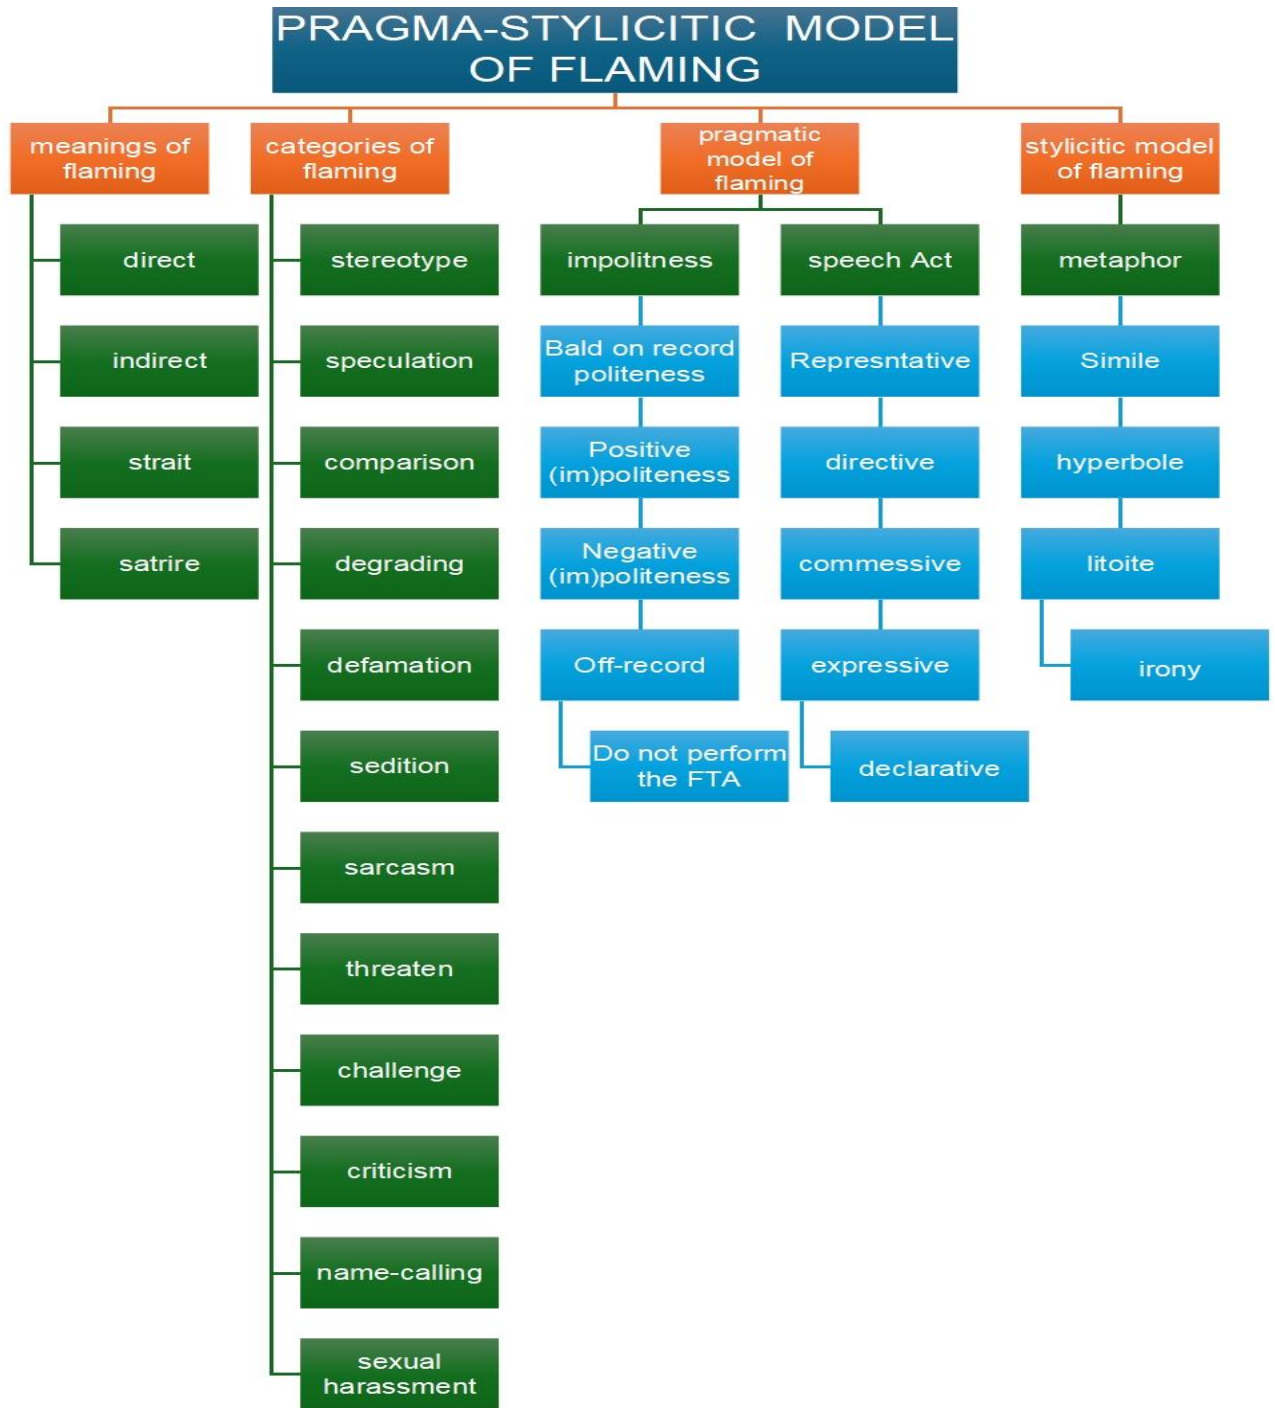 PRAGMA-STYLICITIC MODEL
OF FLAMING
meanings of
flaming
direct
indirect
strait
satrire
categories of
flaming
stereotype
speculation
comparison
degrading
defamation
sedition
sarcasm
threaten
challenge
criticism
name-calling
sexual
harassment
pragmatic
model of
flaming
impolitness
Bald on record
politeness
Positive
(im)politeness
Negative
(im)politeness
Off-record
Do not perform
the FTA
speech Act
Represntative
directive
commessive
expressive
declarative
stylicitic model
of flaming
metaphor
Simile
hyperbole
litoite
irony